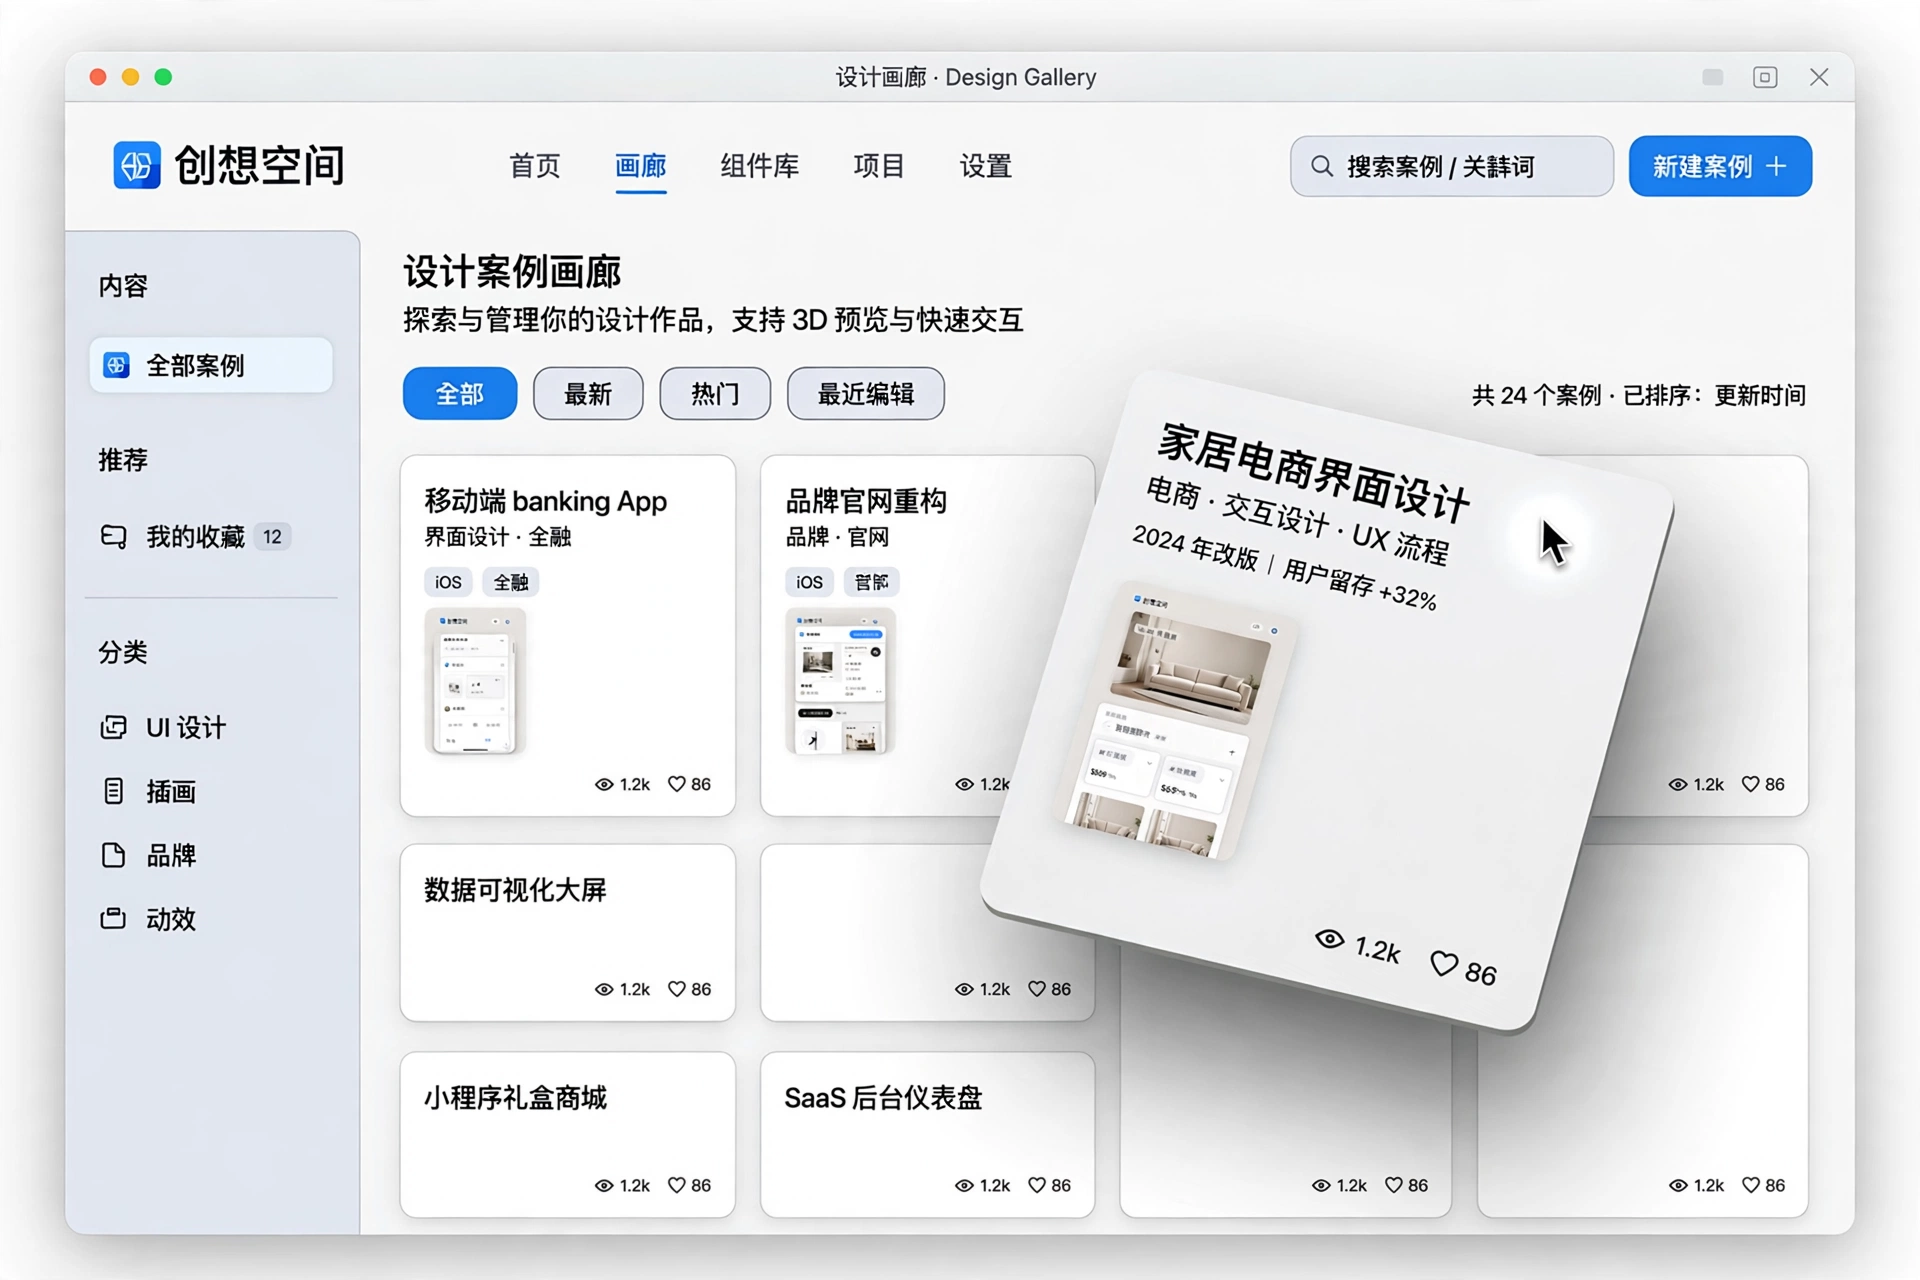 设计画廊 · Design Gallery
创想空间
首页
画廊
组件库
项目
设置
搜索案例 / 关
新建案例 +
内容
全部案例
推荐
我的收藏 12
分类
UI 设计
插画
品牌
动效
设计案例画廊
探索与管理你的设计作品，支持 3D 预览与快速交互
全部
最新
热门
最近编辑
共 24 个案例 · 已排序：更新时间
移动端 banking App
界面设计 · 全融
iOS 全融
1.2k 86
品牌官网重构
品牌 · 官网
iOS
1.2k
家居电商界面设计
电商 · 交互设计 · UX 流程
2024 年改版 | 用户留存 +32%
创想空间
1.2k 86
1.2k 86
数据可视化大屏
1.2k 86
1.2k 86
小程序礼盒商城
1.2k 86
SaaS 后台仪表盘
1.2k 86
1.2k 86
1.2k 86